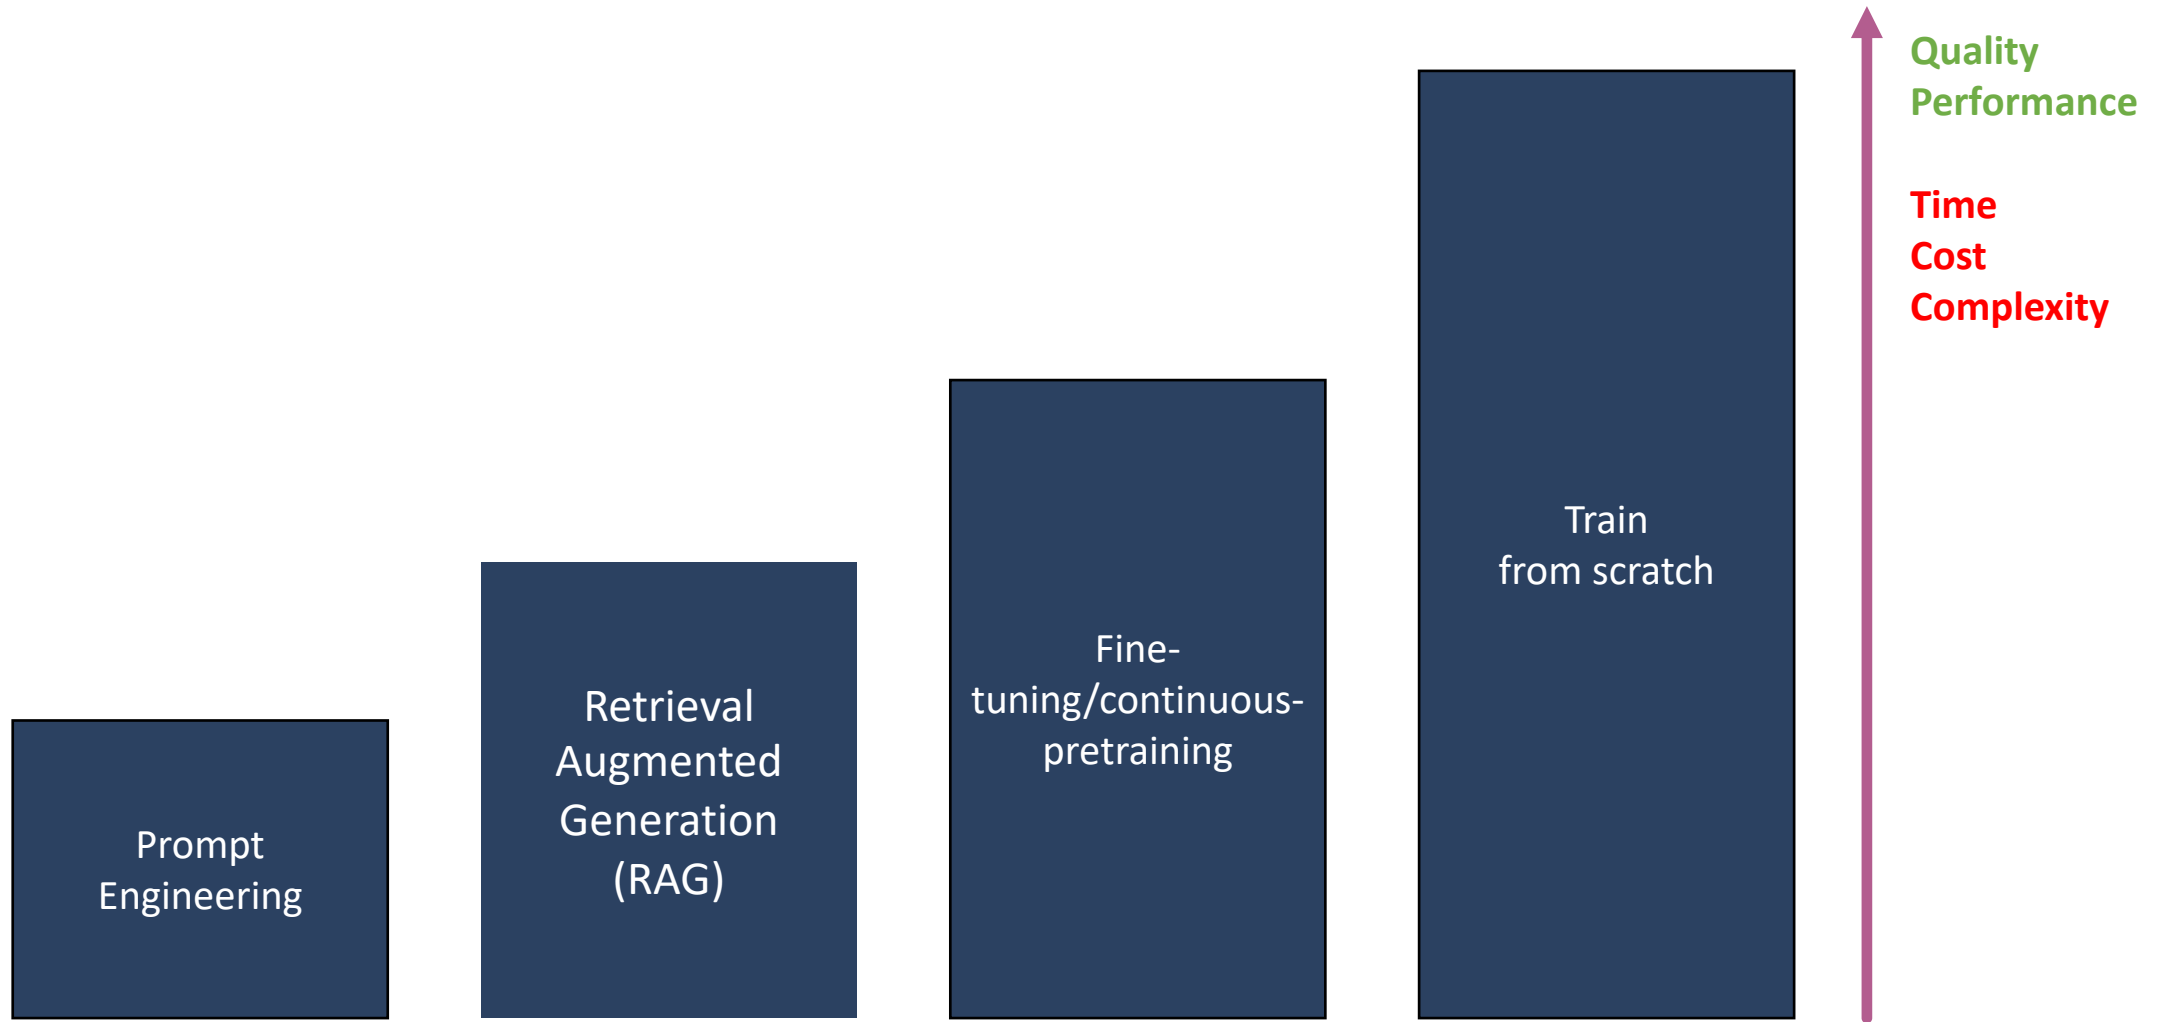 Prompt
Engineering
Retrieval
Augmented
Generation
(RAG)
Fine-
tuning/continuous-
pretraining
Train
from scratch
Quality
Performance
Time
Cost
Complexity